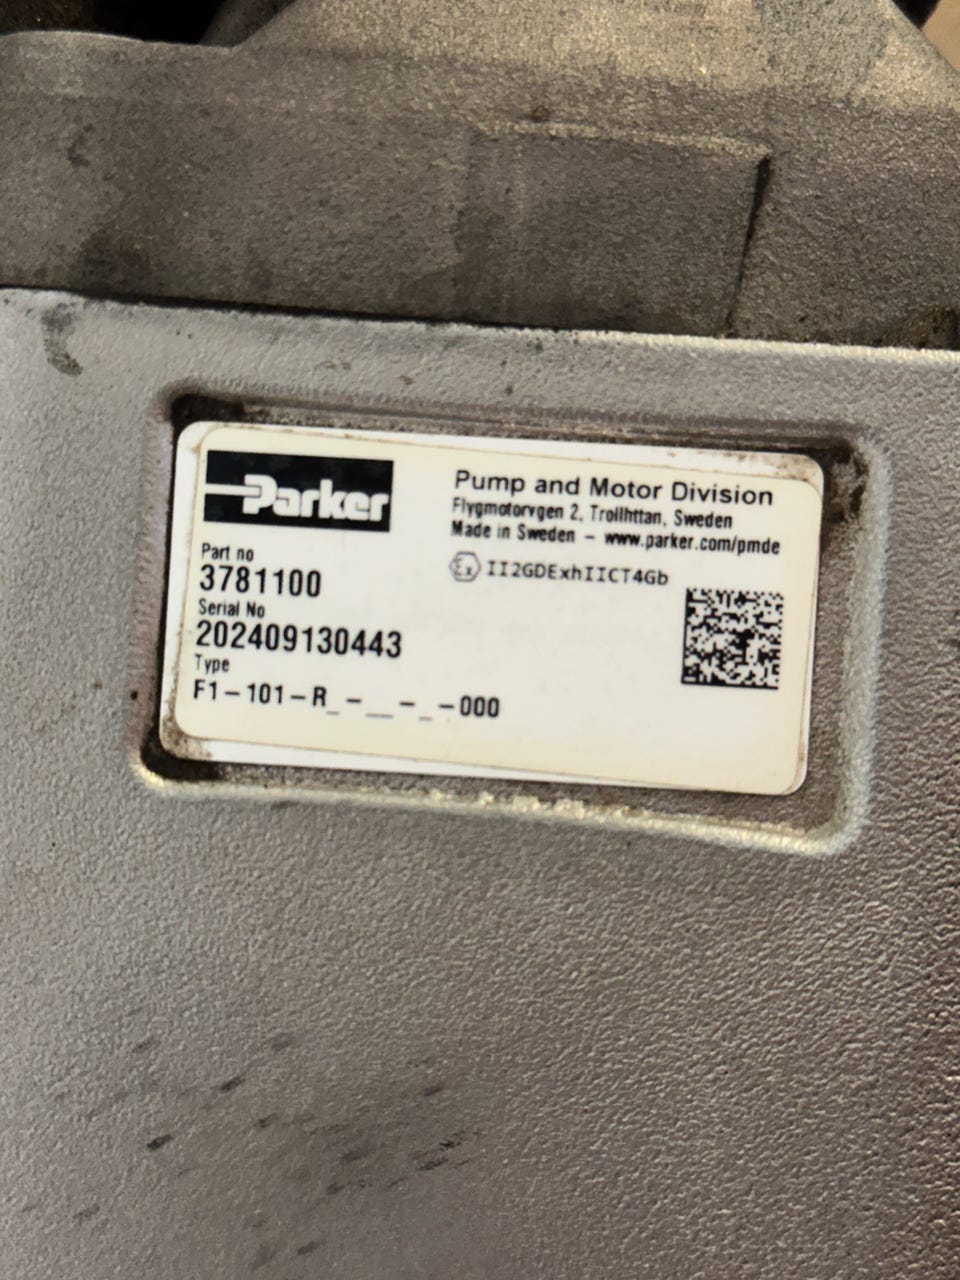 Parker
Pump and Motor Division
Flygmotorvgen 2, Trollhttan, Sweden
Made in Sweden - www.parker.com/pmde
Ex II2GDExhIICT4Gb
Part no
3781100
Serial No
202409130443
Type
F1-101-R_-__-_-000